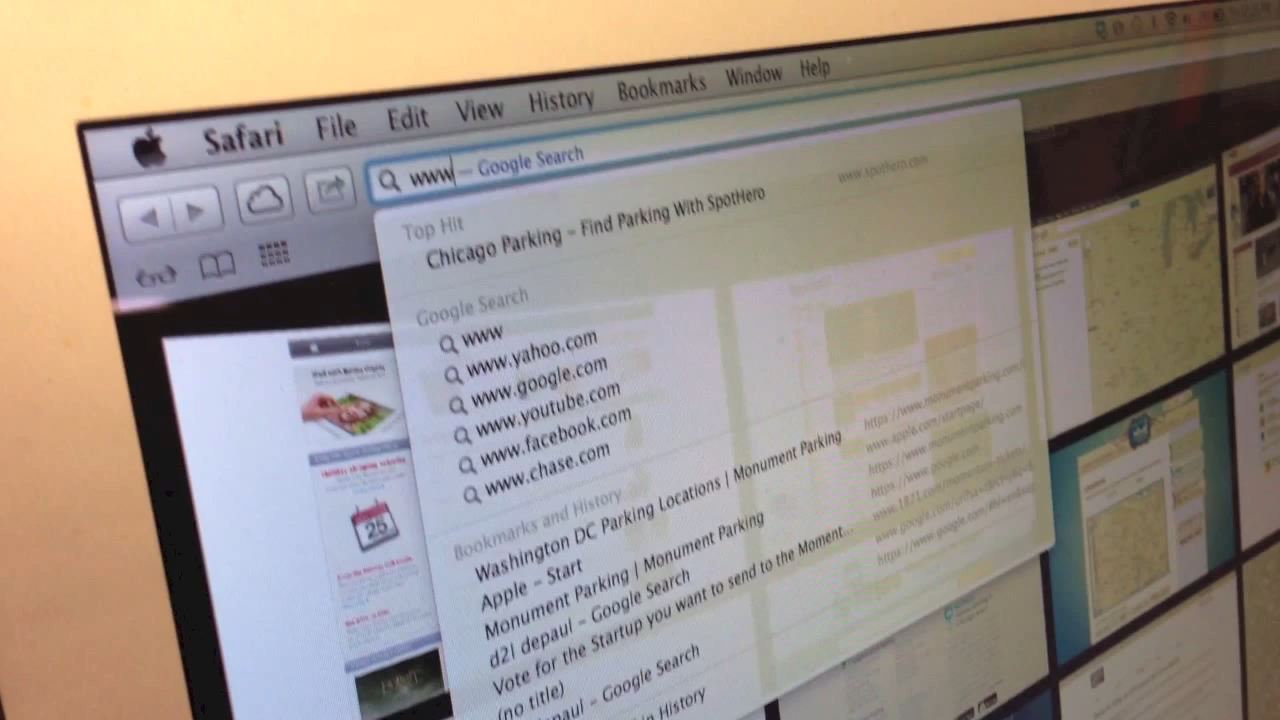 Safari File Edit View History Bookmarks Window Help
www – Google Search
Top Hit
Chicago Parking – Find Parking With SpotHero www.spothero.com
Google Search
www
www.yahoo.com
www.google.com
www.youtube.com
www.facebook.com
www.chase.com
Bookmarks and History
Washington DC Parking Locations | Monument Parking https://www.monumentparking.com/
Apple – Start www.apple.com/startpage/
Monument Parking | Monument Parking https://www.monumentparking.com
d2l depaul – Google Search https://www.google.com
Vote for the Startup you want to send to the Moment...
(no title)
Google Search
in History
25